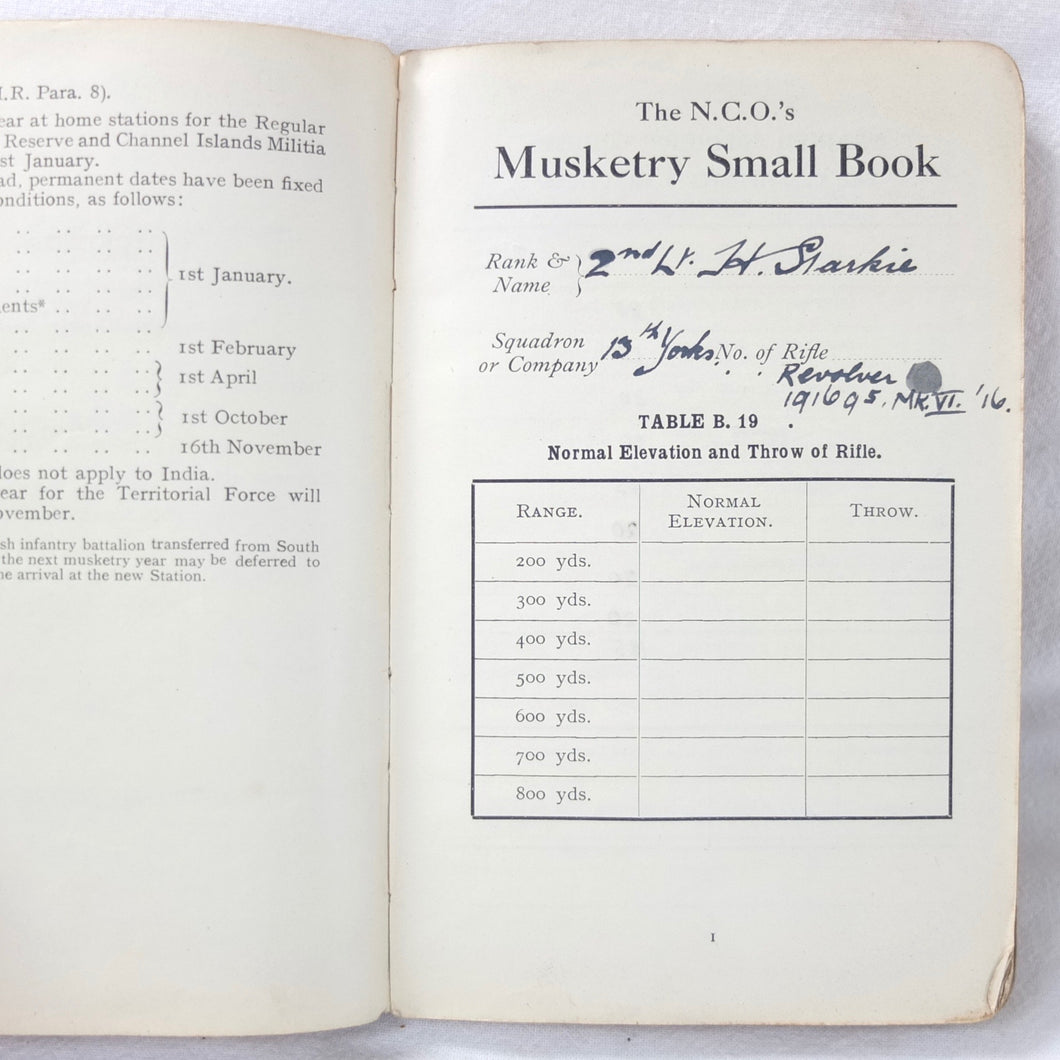 I.R. Para. 8).
ear at home stations for the Regular
Reserve and Channel Islands Militia
st January.
ad, permanent dates have been fixed
onditions, as follows:
.. .. .. ..
.. .. .. ..
.. .. .. ..
.. .. .. ..
1st January.
ents* .. .. .. ..
.. .. .. ..
.. .. .. .. 1st February
.. .. .. ..
.. .. .. ..
1st April
.. .. .. ..
.. .. .. ..
1st October
.. .. .. .. 16th November
does not apply to India.
ear for the Territorial Force will
ovember.
sh infantry battalion transferred from South
the next musketry year may be deferred to
he arrival at the new Station.
The N.C.O.'s
Musketry Small Book
Rank & Name 2nd Lt. H. Starkie
Squadron or Company 13th Yorks. No. of Rifle
Revolver
191695. MK. VI. '16.
TABLE B. 19
Normal Elevation and Throw of Rifle.
RANGE. NORMAL ELEVATION. THROW.
200 yds.
300 yds.
400 yds.
500 yds.
600 yds.
700 yds.
800 yds.
1